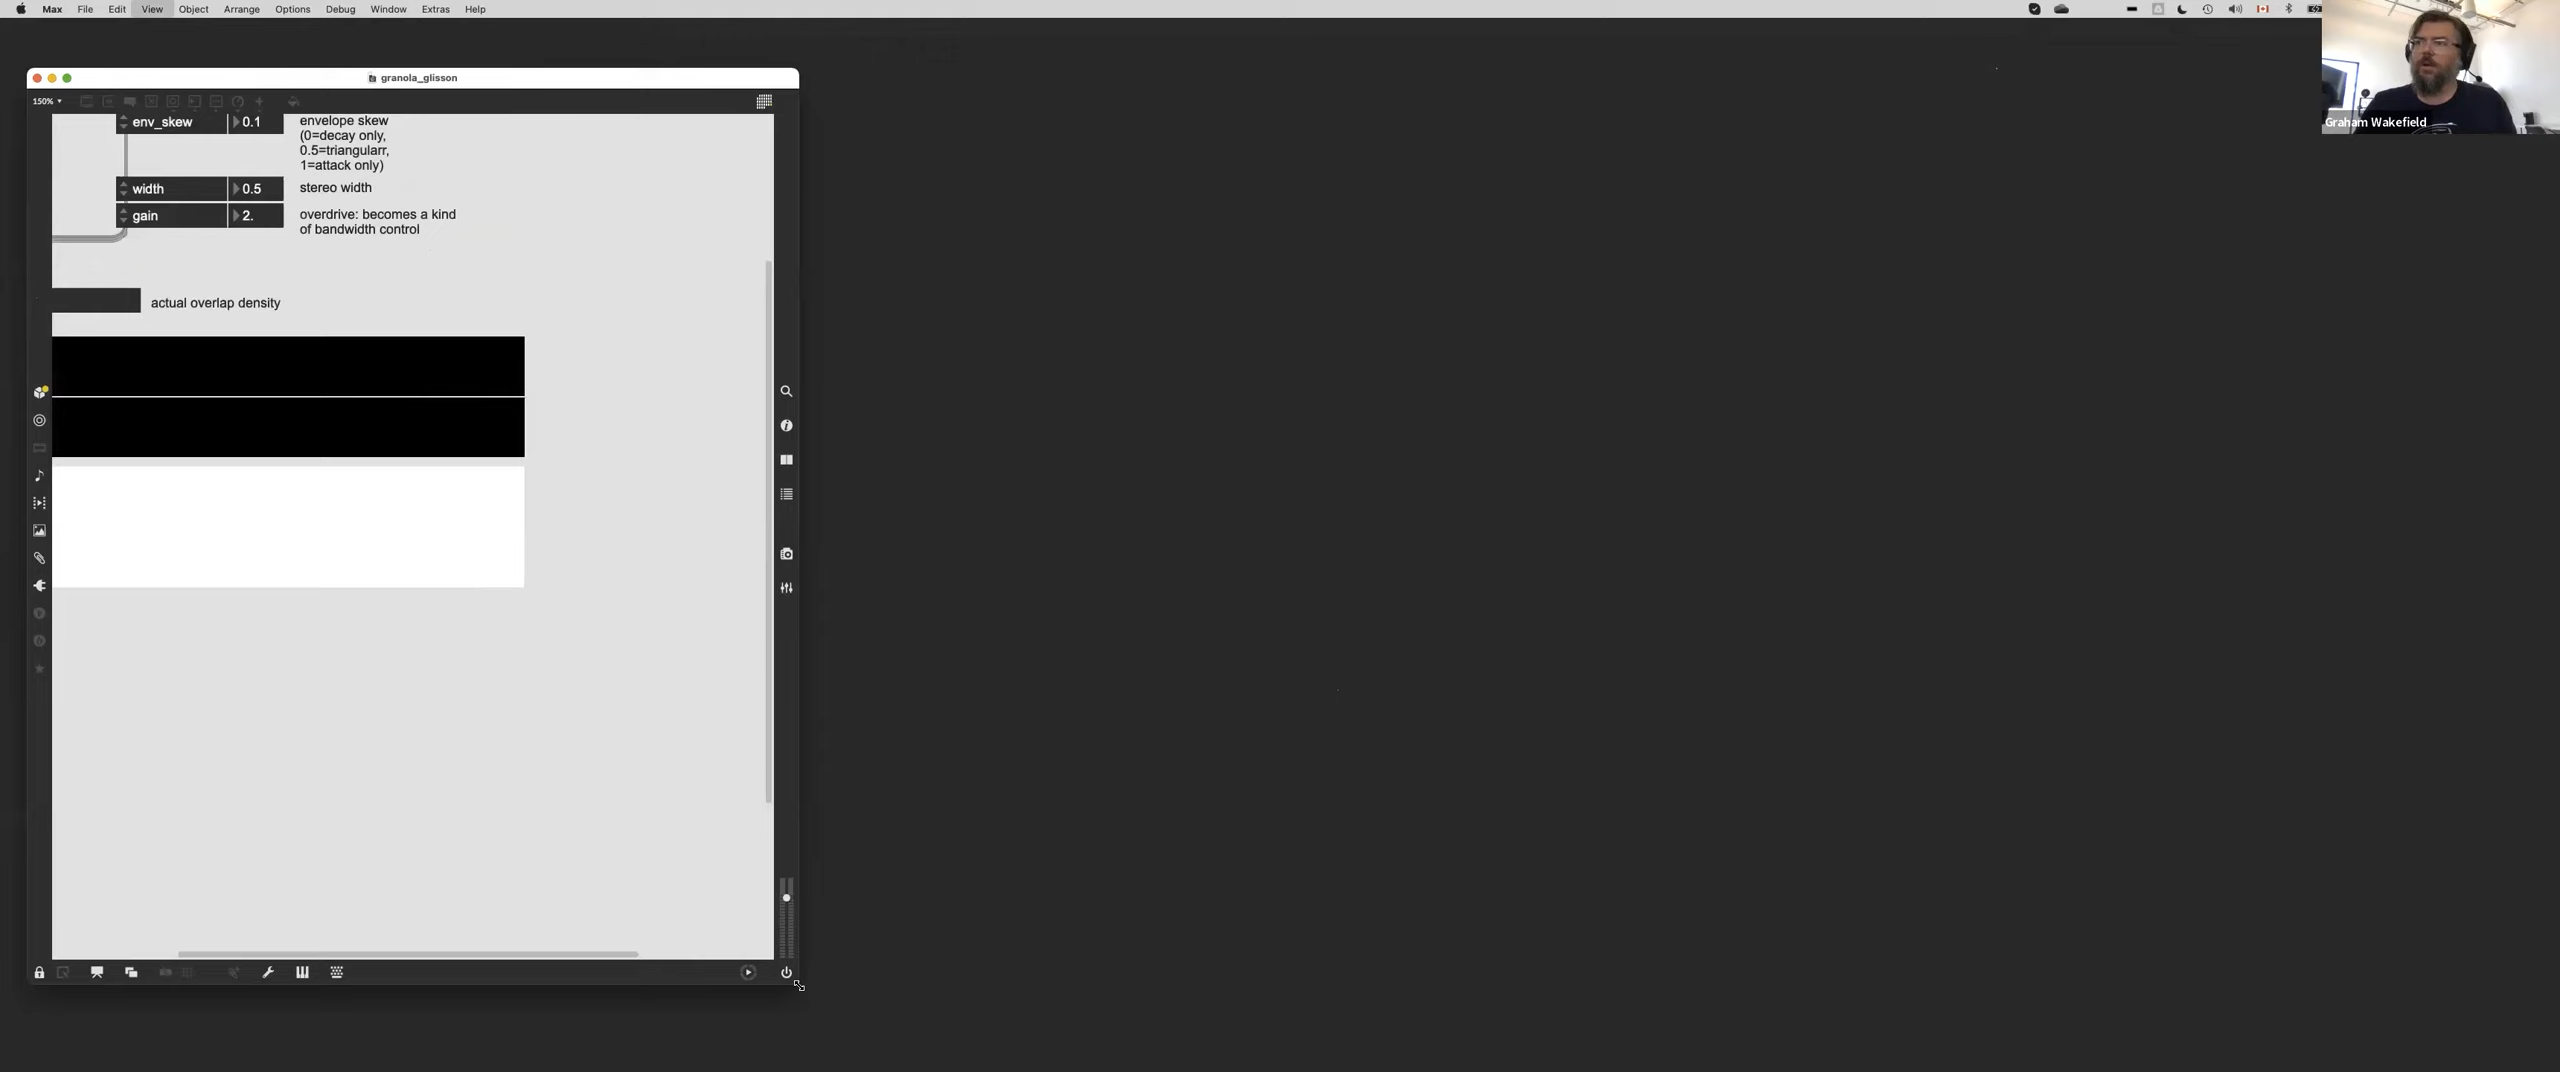 Max File Edit View Object Arrange Options Debug Window Extras Help
granola_glisson
150%
env_skew 0.1 envelope skew
(0=decay only,
0.5=triangularr,
1=attack only)
width 0.5 stereo width
gain 2. overdrive: becomes a kind
of bandwidth control
actual overlap density
Graham Wakefield